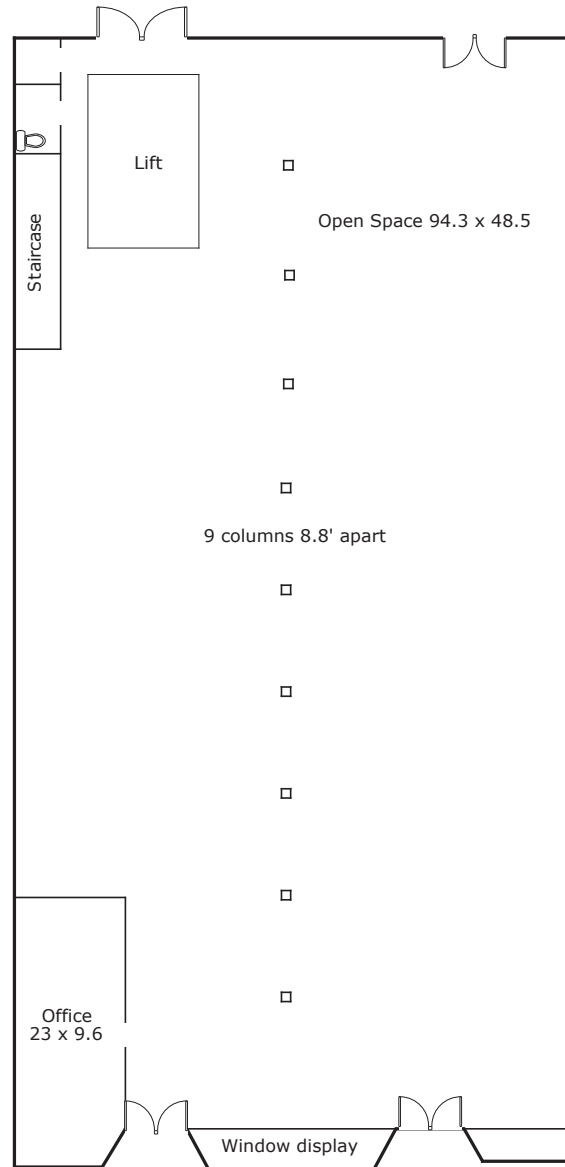 Lift
Open Space 94.3 x 48.5
Staircase
9 columns 8.8' apart
Office
23 x 9.6
Window display